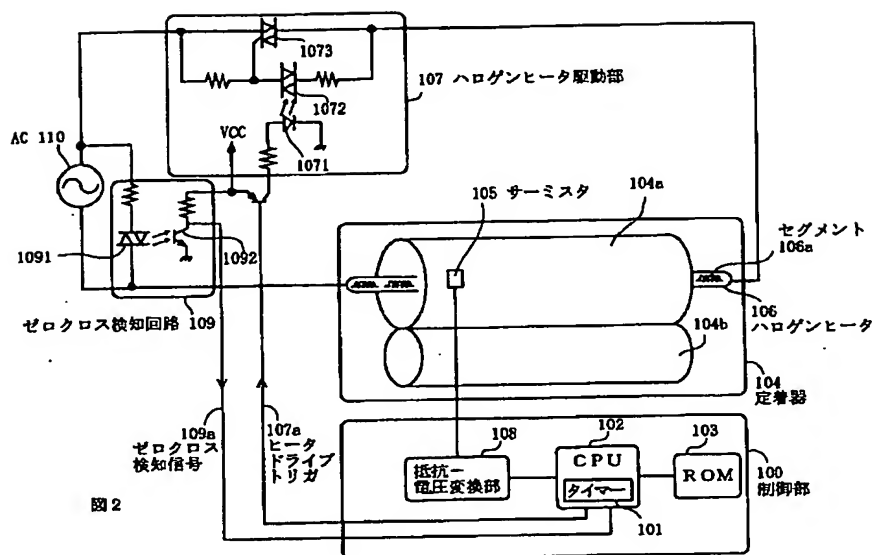 1073
107 ハロゲンヒータ駆動部
1072
1071
VCC
AC 110
1091
1092
109
ゼロクロス検知回路
105 サーミスタ
104a
セグメント
106a
106
ハロゲンヒータ
104b
104
定着器
109a
ゼロクロス
検知信号
107a
ヒータ
ドライブ
トリガ
108
抵抗ー
電圧変換部
102
CPU
タイマー
101
103
ROM
100
制御部
図2